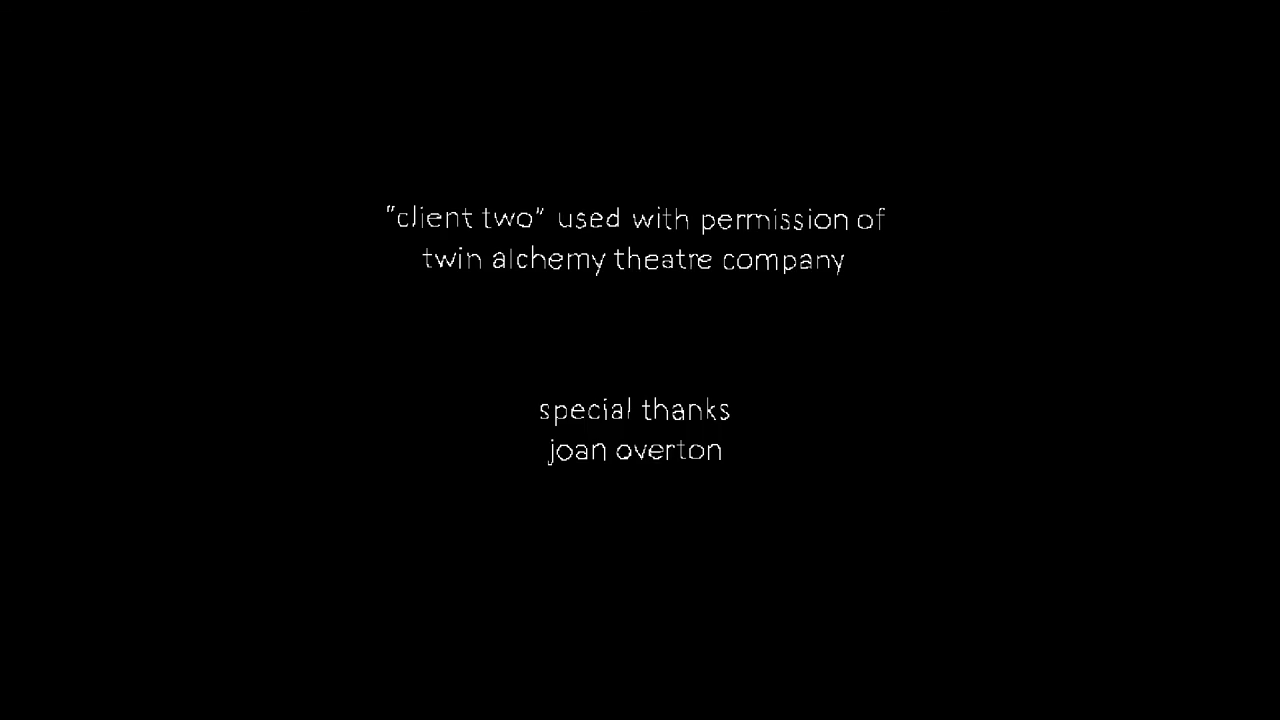 "client two" used with permission of
twin alchemy theatre company
special thanks
joan overton